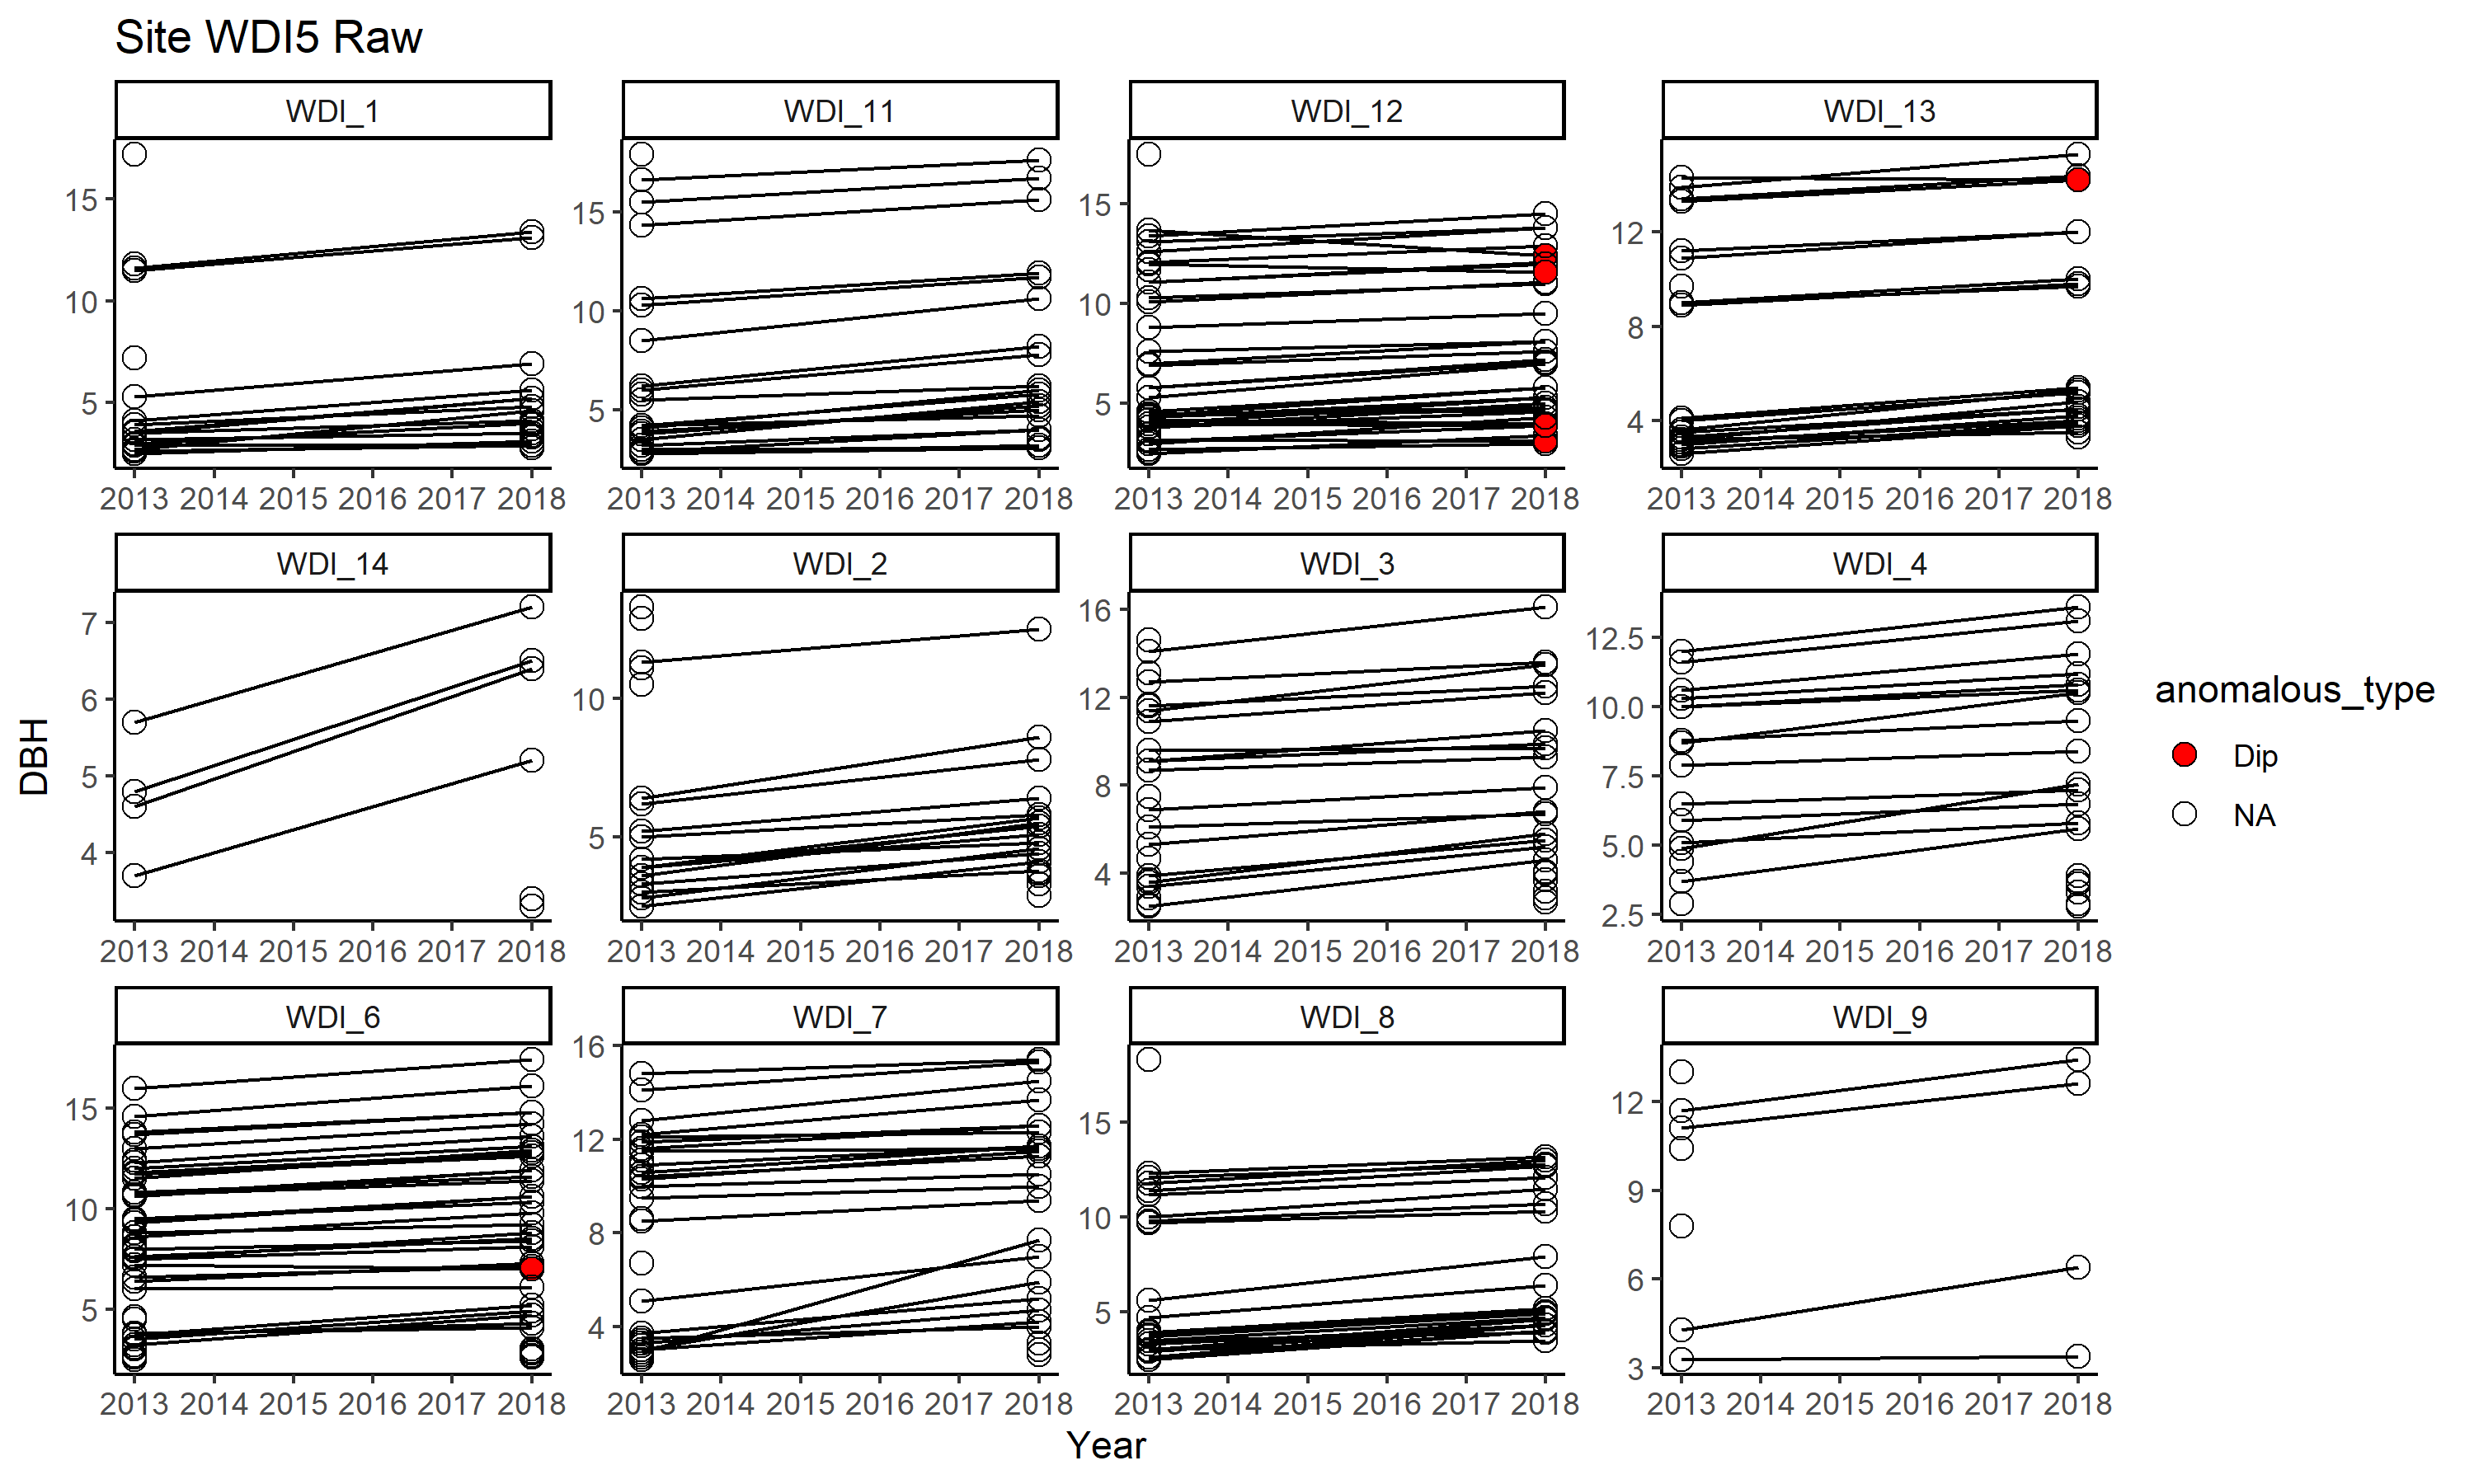 Site WDI5 Raw
WDI_1 WDI_11 WDI_12 WDI_13
15 10 5
15 10 5
15 10 5
12 8 4
2013 2014 2015 2016 2017 2018 2013 2014 2015 2016 2017 2018 2013 2014 2015 2016 2017 2018 2013 2014 2015 2016 2017 2018
WDI_14 WDI_2 WDI_3 WDI_4
7 6 5 4
10 5
16 12 8 4
12.5 10.0 7.5 5.0 2.5
2013 2014 2015 2016 2017 2018 2013 2014 2015 2016 2017 2018 2013 2014 2015 2016 2017 2018 2013 2014 2015 2016 2017 2018
WDI_6 WDI_7 WDI_8 WDI_9
15 10 5
16 12 8 4
15 10 5
12 9 6 3
2013 2014 2015 2016 2017 2018 2013 2014 2015 2016 2017 2018 2013 2014 2015 2016 2017 2018 2013 2014 2015 2016 2017 2018
DBH
Year
anomalous_type
Dip
NA